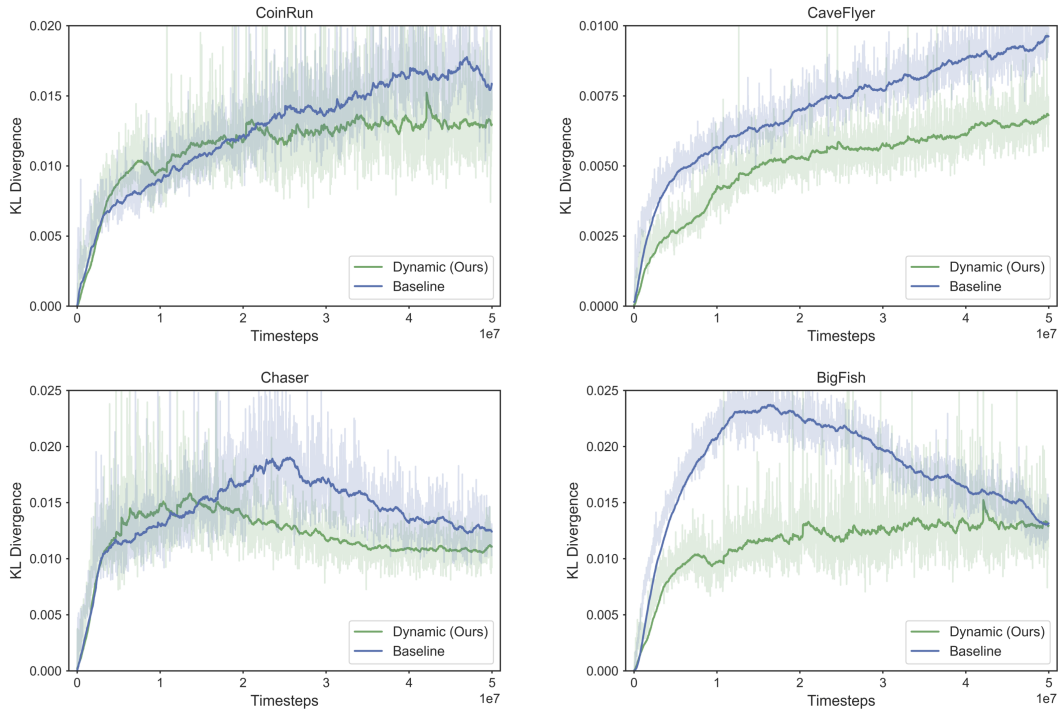 CoinRun
0.020
0.015
0.010
0.005
0.000
KL Divergence
0 1 2 3 4 5
1e7
Timesteps
Dynamic (Ours)
Baseline
CaveFlyer
0.0100
0.0075
0.0050
0.0025
0.0000
KL Divergence
0 1 2 3 4 5
1e7
Timesteps
Dynamic (Ours)
Baseline
Chaser
0.025
0.020
0.015
0.010
0.005
0.000
KL Divergence
0 1 2 3 4 5
1e7
Timesteps
Dynamic (Ours)
Baseline
BigFish
0.025
0.020
0.015
0.010
0.005
0.000
KL Divergence
0 1 2 3 4 5
1e7
Timesteps
Dynamic (Ours)
Baseline